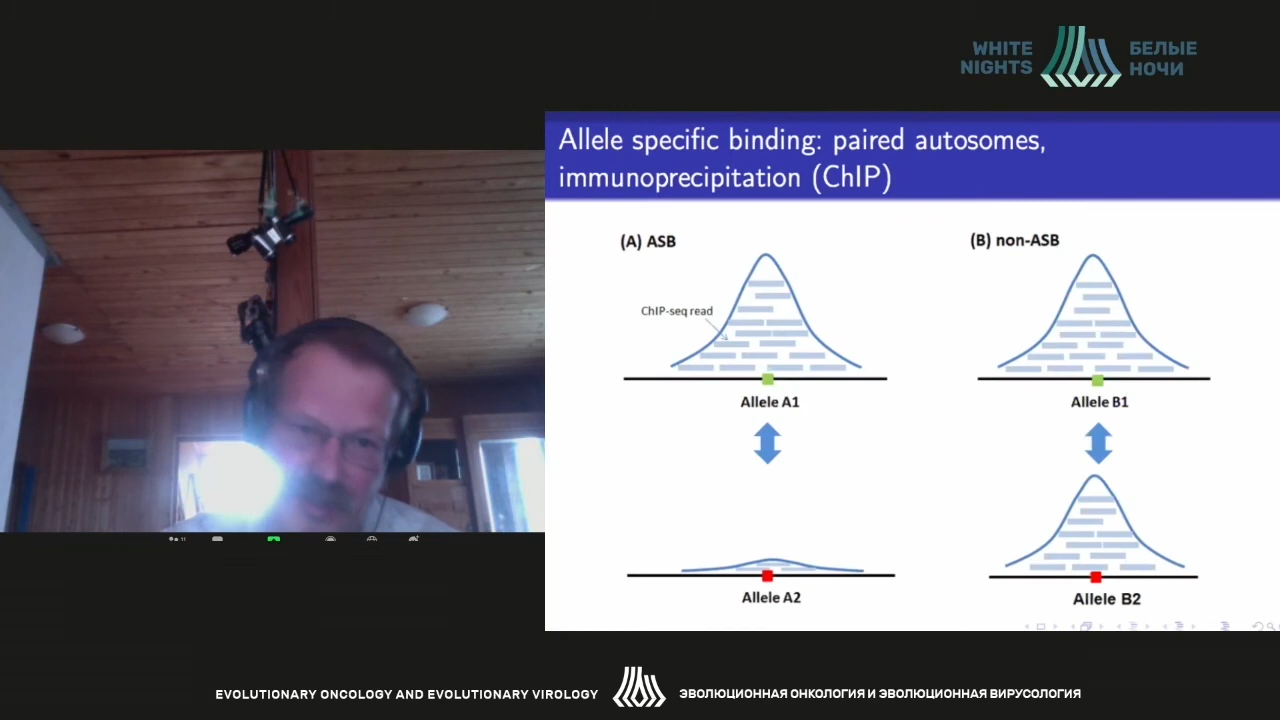 WHITE
NIGHTS
БЕЛЫЕ
НОЧИ
Allele specific binding: paired autosomes,
immunoprecipitation (ChIP)
(A) ASB
(B) non-ASB
ChIP-seq read
Allele A1
Allele B1
Allele A2
Allele B2
11
EVOLUTIONARY ONCOLOGY AND EVOLUTIONARY VIROLOGY
ЭВОЛЮЦИОННАЯ ОНКОЛОГИЯ И ЭВОЛЮЦИОННАЯ ВИРУСОЛОГИЯ